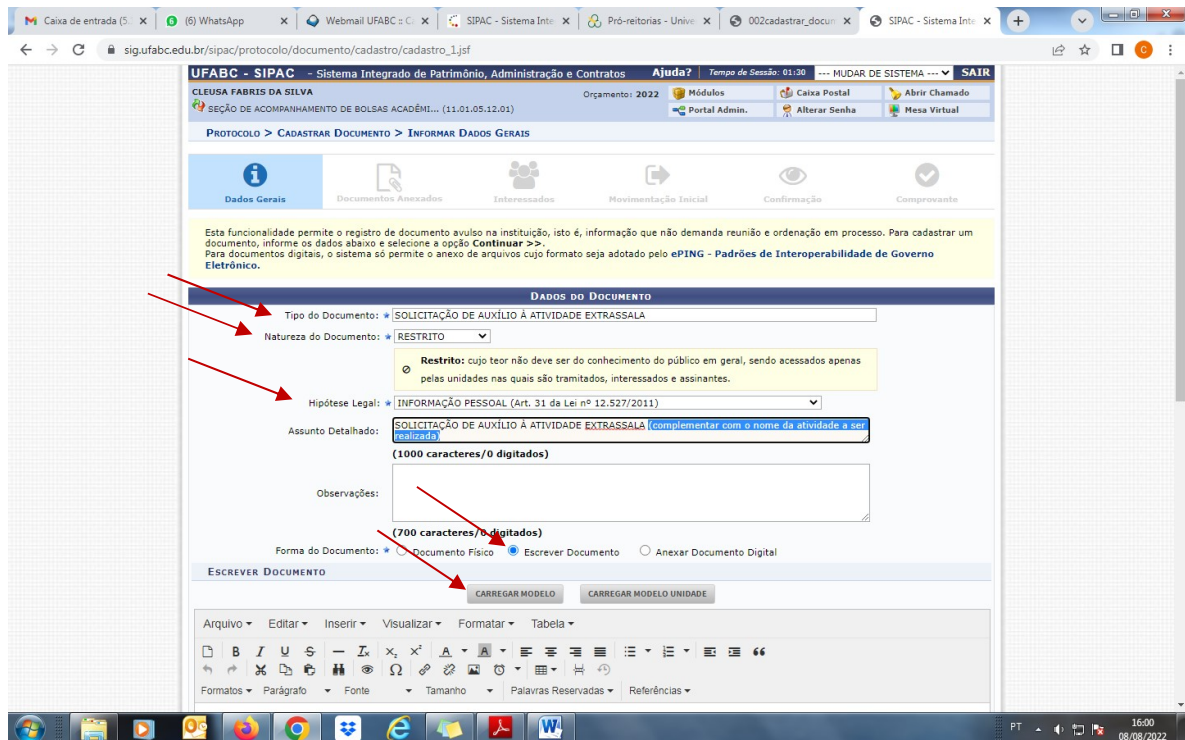 Caixa de entrada (5.
(6) WhatsApp
Webmail UFABC ::
SIPAC - Sistema Inte
Pró-reitorias - Unive
002cadastrar_docun
SIPAC - Sistema Inte
sig.ufabc.edu.br/sipac/protocolo/documento/cadastro/cadastro_1.jsf
UFABC - SIPAC - Sistema Integrado de Patrimônio, Administração e Contratos Ajuda? Tempo de Sessão: 01:30 --- MUDAR DE SISTEMA --- SAIR
CLEUSA FABRIS DA SILVA Orçamento: 2022 Módulos Caixa Postal Abrir Chamado
SEÇÃO DE ACOMPANHAMENTO DE BOLSAS ACADÊMI... (11.01.05.12.01) Portal Admin. Alterar Senha Mesa Virtual
PROTOCOLO > CADASTRAR DOCUMENTO > INFORMAR DADOS GERAIS
Dados Gerais Documentos Anexados Interessados Movimentação Inicial Confirmação Comprovante
Esta funcionalidade permite o registro de documento avulso na instituição, isto é, informação que não demanda reunião e ordenação em processo. Para cadastrar um
documento, informe os dados abaixo e selecione a opção Continuar >>.
Para documentos digitais, o sistema só permite o anexo de arquivos cujo formato seja adotado pelo ePING - Padrões de Interoperabilidade de Governo
Eletrônico.
DADOS DO DOCUMENTO
Tipo do Documento: ★ SOLICITAÇÃO DE AUXÍLIO À ATIVIDADE EXTRASSALA
Natureza do Documento: ★ RESTRITO
Restrito: cujo teor não deve ser do conhecimento do público em geral, sendo acessados apenas
pelas unidades nas quais são tramitados, interessados e assinantes.
Hipótese Legal: ★ INFORMAÇÃO PESSOAL (Art. 31 da Lei nº 12.527/2011)
Assunto Detalhado: SOLICITAÇÃO DE AUXÍLIO À ATIVIDADE EXTRASSALA (complementar com o nome da atividade a ser
realizada)
(1000 caracteres/0 digitados)
Observações:
(700 caracteres/0 digitados)
Forma do Documento: ★ Documento Físico Escrever Documento Anexar Documento Digital
ESCREVER DOCUMENTO
CARREGAR MODELO CARREGAR MODELO UNIDADE
Arquivo Editar Inserir Visualizar Formatar Tabela
Formatos Parágrafo Fonte Tamanho Palavras Reservadas Referências
PT 16:00
08/08/2022